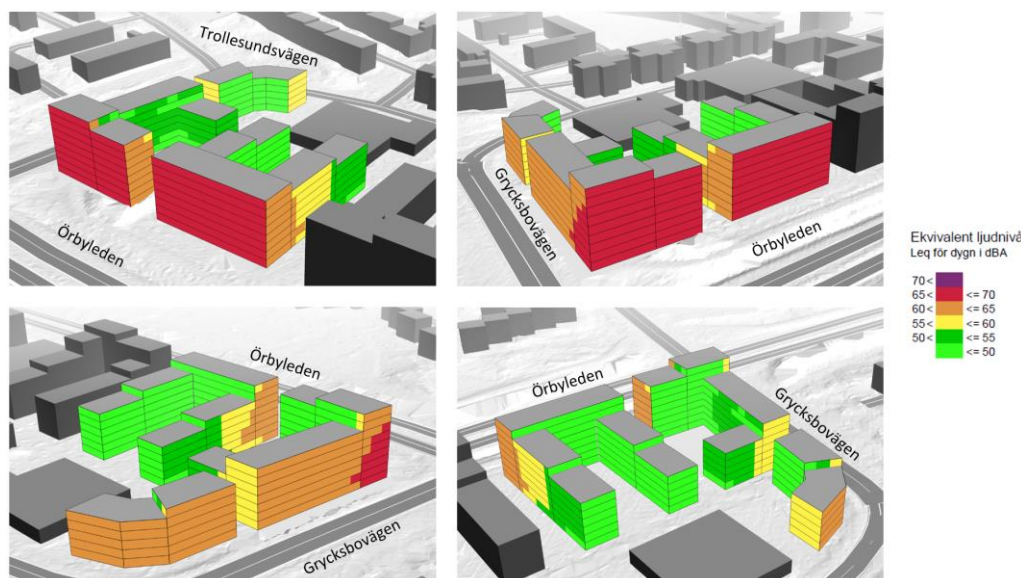 Trollesundsvägen
Örbyleden
Grycksbovägen
Örbyleden
Ekvivalent ljudnivå
Leq för dygn i dBA
70 <
65 < <= 70
60 < <= 65
55 < <= 60
50 < <= 55
<= 50
Örbyleden
Grycksbovägen
Örbyleden
Grycksbovägen